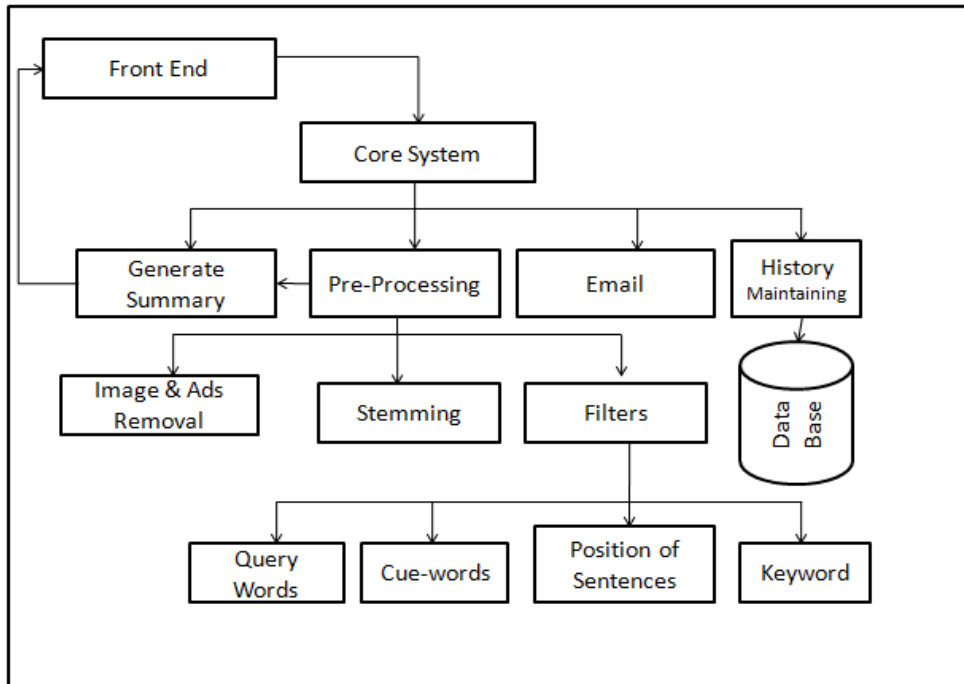 Front End
Core System
Generate
Summary
Pre-Processing
Email
History
Maintaining
Image & Ads
Removal
Stemming
Filters
Data
Base
Query
Words
Cue-words
Position of
Sentences
Keyword